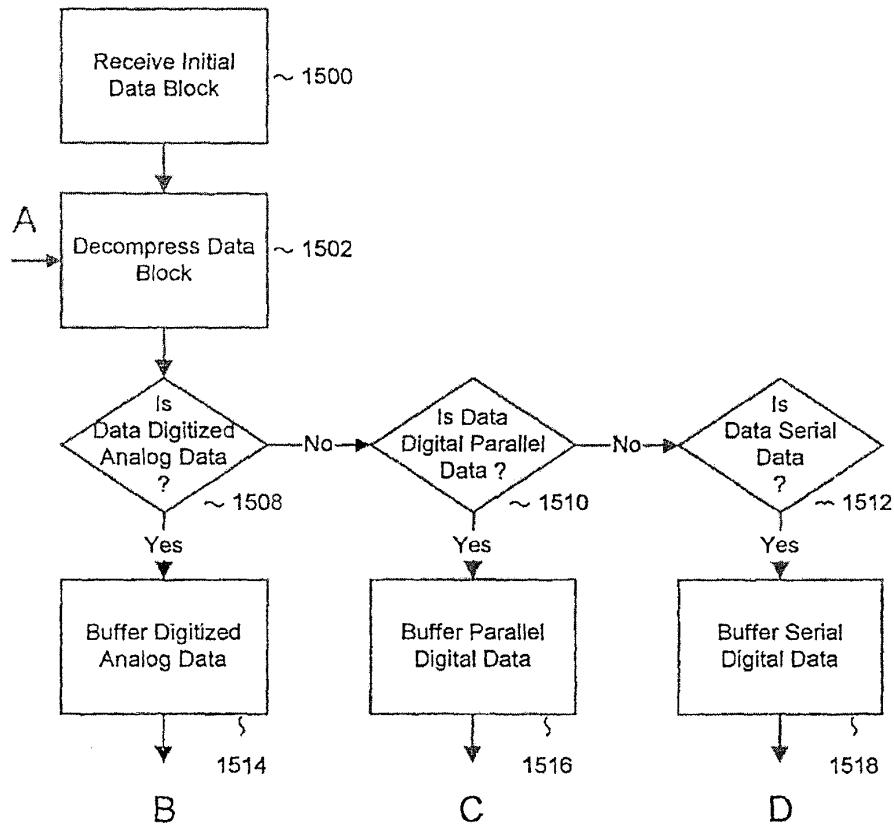 Receive Initial
Data Block
~ 1500
A
Decompress Data
Block
~ 1502
Is
Data Digitized
Analog Data
?
~ 1508
No
Is Data
Digital Parallel
Data ?
~ 1510
No
Is
Data Serial
Data
?
~ 1512
Yes
Yes
Yes
Buffer Digitized
Analog Data
1514
Buffer Parallel
Digital Data
1516
Buffer Serial
Digital Data
1518
B
C
D